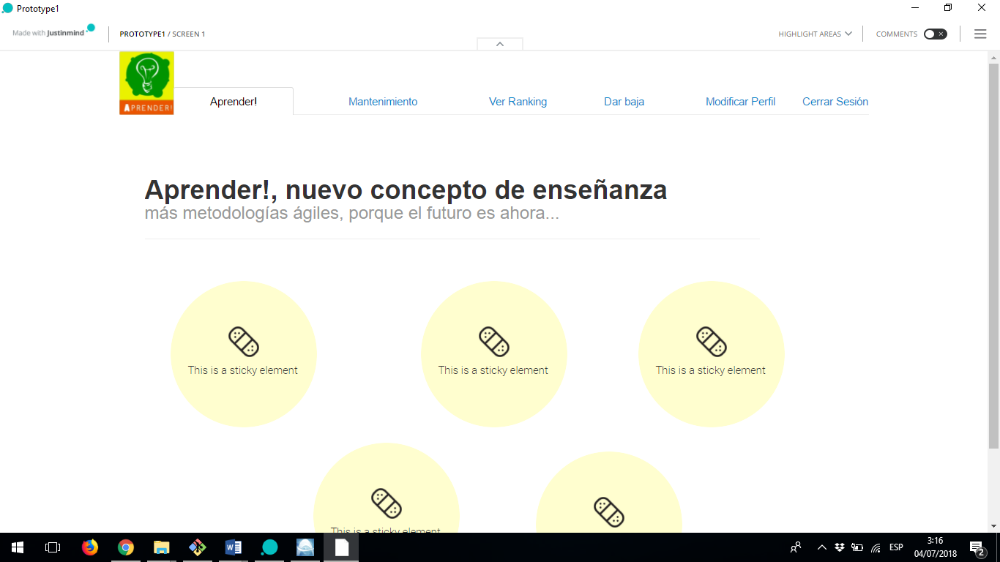 Prototype1
Made with Justinmind
PROTOTYPE1 / SCREEN 1
HIGHLIGHT AREAS
COMMENTS
APRENDER!
Aprender!
Mantenimiento
Ver Ranking
Dar baja
Modificar Perfil
Cerrar Sesión
Aprender!, nuevo concepto de enseñanza
más metodologías ágiles, porque el futuro es ahora...
This is a sticky element
This is a sticky element
This is a sticky element
This is a sticky element
ESP
3:16
04/07/2018
2